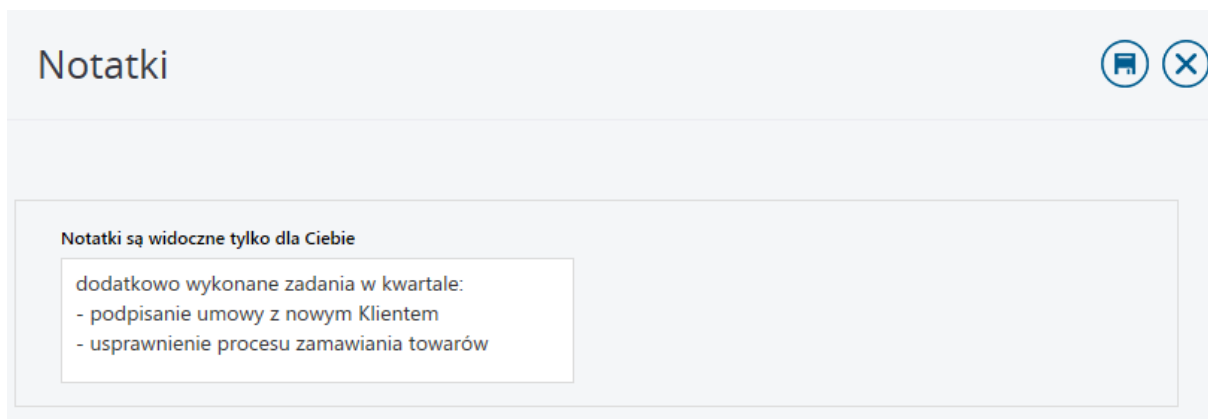 Notatki
Notatki są widoczne tylko dla Ciebie
dodatkowo wykonane zadania w kwartale:
- podpisanie umowy z nowym Klientem
- usprawnienie procesu zamawiania towarów